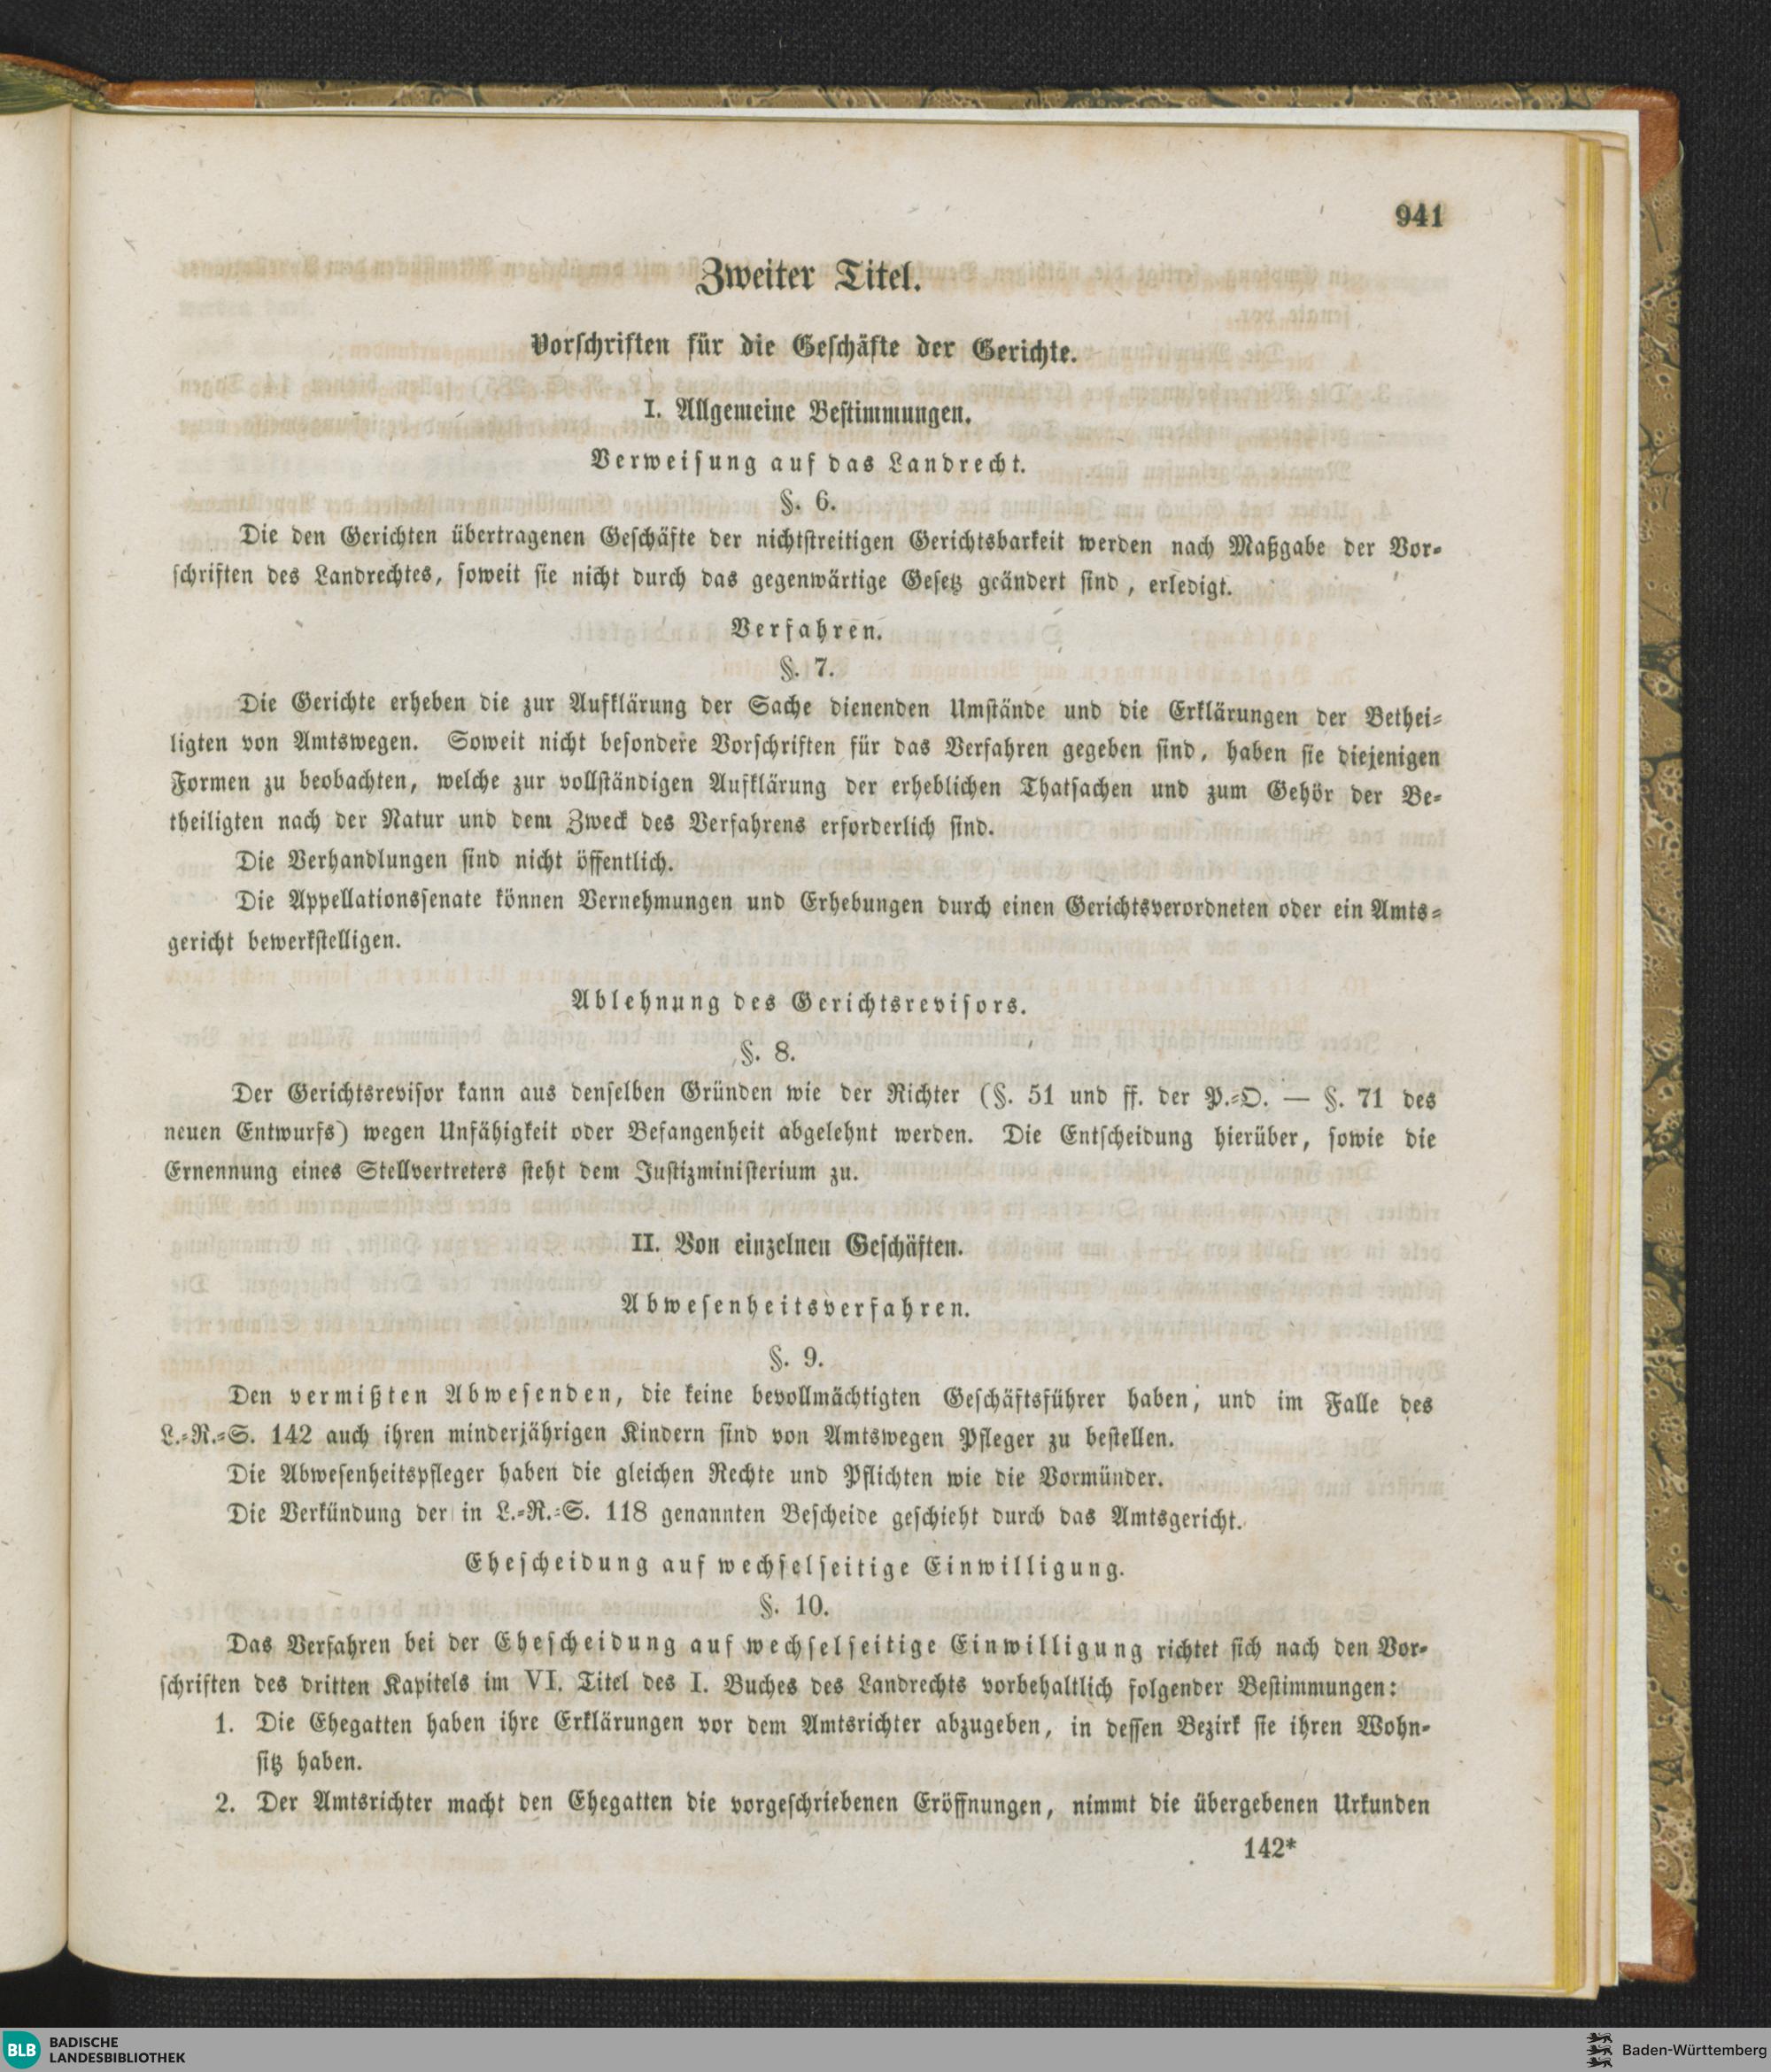 941
Zweiter Titel.
Vorschriften für die Geschäfte der Gerichte.
I. Allgemeine Bestimmungen.
Verweisung auf das Landrecht.
§. 6.
Die den Gerichten übertragenen Geschäfte der nichtstreitigen Gerichtsbarkeit werden nach Maßgabe der Vor-
schriften des Landrechtes, soweit sie nicht durch das gegenwärtige Gesetz geändert sind, erledigt.
Verfahren.
§. 7.
Die Gerichte erheben die zur Aufklärung der Sache dienenden Umstände und die Erklärungen der Bethei-
ligten von Amtswegen. Soweit nicht besondere Vorschriften für das Verfahren gegeben sind, haben sie diejenigen
Formen zu beobachten, welche zur vollständigen Aufklärung der erheblichen Thatsachen und zum Gehör der Be-
theiligten nach der Natur und dem Zweck des Verfahrens erforderlich sind.
Die Verhandlungen sind nicht öffentlich.
Die Appellationssenate können Vernehmungen und Erhebungen durch einen Gerichtsverordneten oder ein Amts-
gericht bewerkstelligen.
Ablehnung des Gerichtsrevisors.
§. 8.
Der Gerichtsrevisor kann aus denselben Gründen wie der Richter (§. 51 und ff. der P.-O. — §. 71 des
neuen Entwurfs) wegen Unfähigkeit oder Befangenheit abgelehnt werden. Die Entscheidung hierüber, sowie die
Ernennung eines Stellvertreters steht dem Justizministerium zu.
II. Von einzelnen Geschäften.
Abwesenheitsverfahren.
§. 9.
Den vermißten Abwesenden, die keine bevollmächtigten Geschäftsführer haben, und im Falle des
L.-R.-S. 142 auch ihren minderjährigen Kindern sind von Amtswegen Pfleger zu bestellen.
Die Abwesenheitspfleger haben die gleichen Rechte und Pflichten wie die Vormünder.
Die Verkündung der in L.-R.-S. 118 genannten Bescheide geschieht durch das Amtsgericht.
Ehescheidung auf wechselseitige Einwilligung.
§. 10.
Das Verfahren bei der Ehescheidung auf wechselseitige Einwilligung richtet sich nach den Vor-
schriften des dritten Kapitels im VI. Titel des I. Buches des Landrechts vorbehaltlich folgender Bestimmungen:
1. Die Ehegatten haben ihre Erklärungen vor dem Amtsrichter abzugeben, in dessen Bezirk sie ihren Wohn-
sitz haben.
2. Der Amtsrichter macht den Ehegatten die vorgeschriebenen Eröffnungen, nimmt die übergebenen Urkunden
142*
BLB BADISCHE
LANDESBIBLIOTHEK
Baden-Württemberg